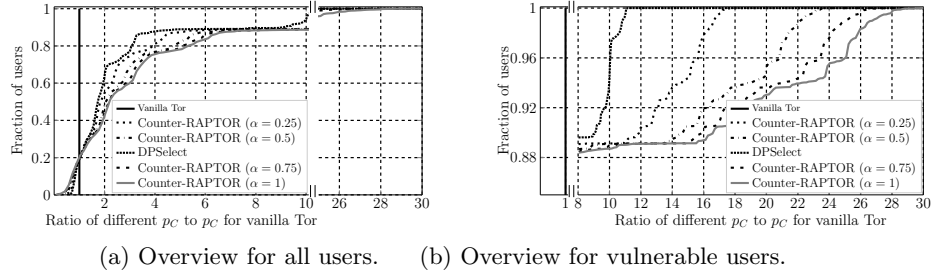 1
0.8
0.6
0.4
0.2
0
Fraction of users
Vanilla Tor
Counter-RAPTOR (α = 0.25)
Counter-RAPTOR (α = 0.5)
DPSelect
Counter-RAPTOR (α = 0.75)
Counter-RAPTOR (α = 1)
2 4 6 8 10 26 28 30
Ratio of different pC to pC for vanilla Tor
(a) Overview for all users.
1.00
0.96
0.92
0.88
Fraction of users
Vanilla Tor
Counter-RAPTOR (α = 0.25)
Counter-RAPTOR (α = 0.5)
DPSelect
Counter-RAPTOR (α = 0.75)
Counter-RAPTOR (α = 1)
1 8 10 12 14 16 18 20 22 24 26 28 30
Ratio of different pC to pC for vanilla Tor
(b) Overview for vulnerable users.